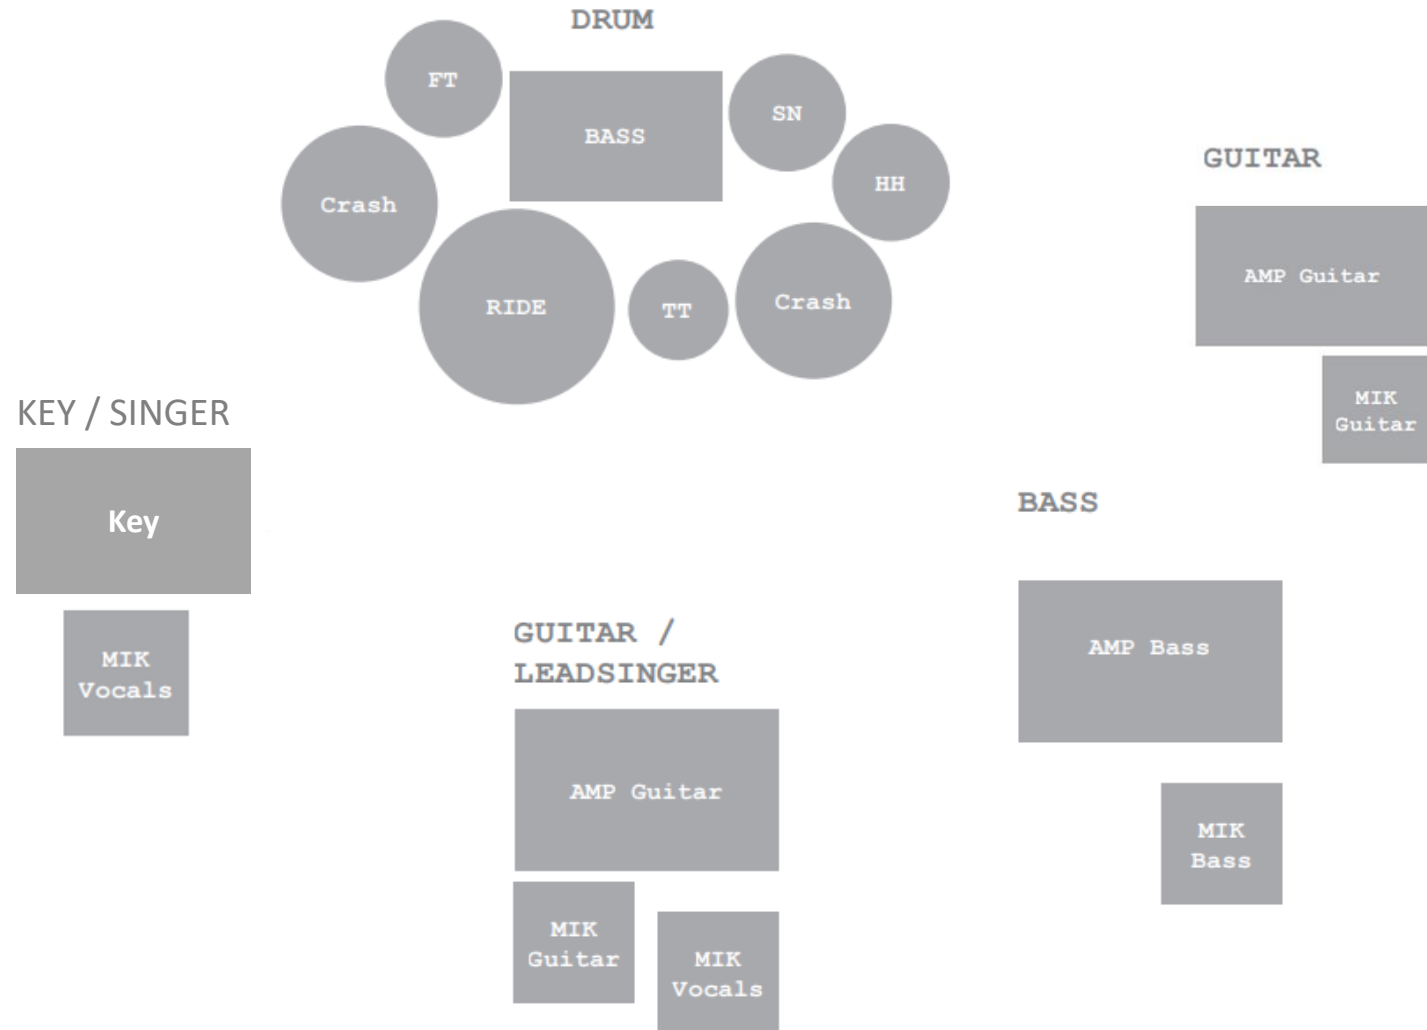 DRUM
FT
BASS
SN
HH
Crash
RIDE
TT
Crash
GUITAR
AMP Guitar
MIK
Guitar
KEY / SINGER
Key
MIK
Vocals
GUITAR /
LEADSINGER
AMP Guitar
MIK
Guitar
MIK
Vocals
BASS
AMP Bass
MIK
Bass